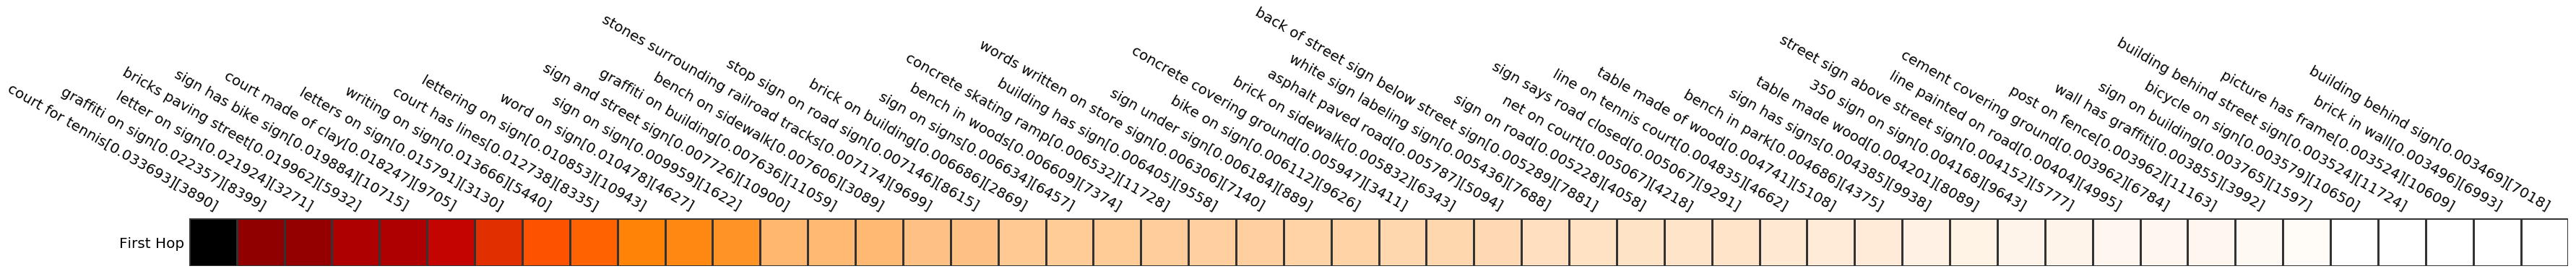 court for tennis[0.03693][3890]
graffiti on sign[0.02357][8399]
letter on sign[0.021924][3271]
bricks paving street[0.019962][5932]
sign has bike sign[0.019884][1071]
court made of clay[0.018247][9705]
letters on sign[0.015791][1310]
writing on sign[0.013666][5440]
court has lines[0.012738][8335]
lettering on sign[0.010853][1094]
word on sign[0.010478][4627]
sign on sign[0.00959][1622]
sign and street sign[0.007726][1900]
graffiti on building[0.007636][1059]
bench on sidewalk[0.007606][3089]
stones surrounding railroad tracks[0.007174][9699]
stop sign on road sign[0.007146][8615]
brick on building[0.006686][2869]
sign on signs[0.006634][6457]
bench in woods[0.006609][7374]
concrete skating ramp[0.006532][1172]
building has sign[0.006405][9558]
words written on store sign[0.006306][7140]
sign under sign[0.006184][889]
bike on sign[0.006112][9626]
concrete covering ground[0.005947][3411]
brick on sidewalk[0.005832][6343]
asphalt paved road[0.005787][5094]
white sign labeling sign[0.005436][7688]
back of street sign below street sign[0.005289][781]
sign on road[0.005228][4058]
net on court[0.005067][4218]
sign says road closed[0.005067][9291]
line on tennis court[0.004835][4662]
table made of wood[0.004741][5108]
bench in park[0.004686][4375]
sign has signs[0.004385][9938]
table made wood[0.004201][8089]
350 sign on sign[0.004168][9643]
street sign above street sign[0.004152][577]
line painted on road[0.00404][4995]
cement covering ground[0.003962][6784]
post on fence[0.003962][1163]
wall has graffiti[0.003855][3992]
sign on building[0.003765][1597]
bicycle on sign[0.003579][1650]
building behind street sign[0.003524][1172]
picture has frame[0.003524][10609]
brick in wall[0.003496][6993]
building behind sign[0.003469][7018]
First Hop